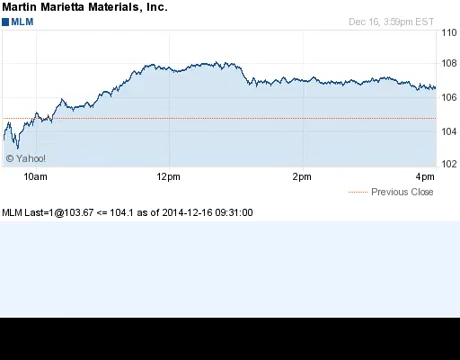 Martin Marietta Materials, Inc.
MLM Dec 16, 3:59pm EST
110
108
106
104
102
© Yahoo!
10am 12pm 2pm 4pm
Previous Close
MLM Last=1@103.67 <= 104.1 as of 2014-12-16 09:31:00